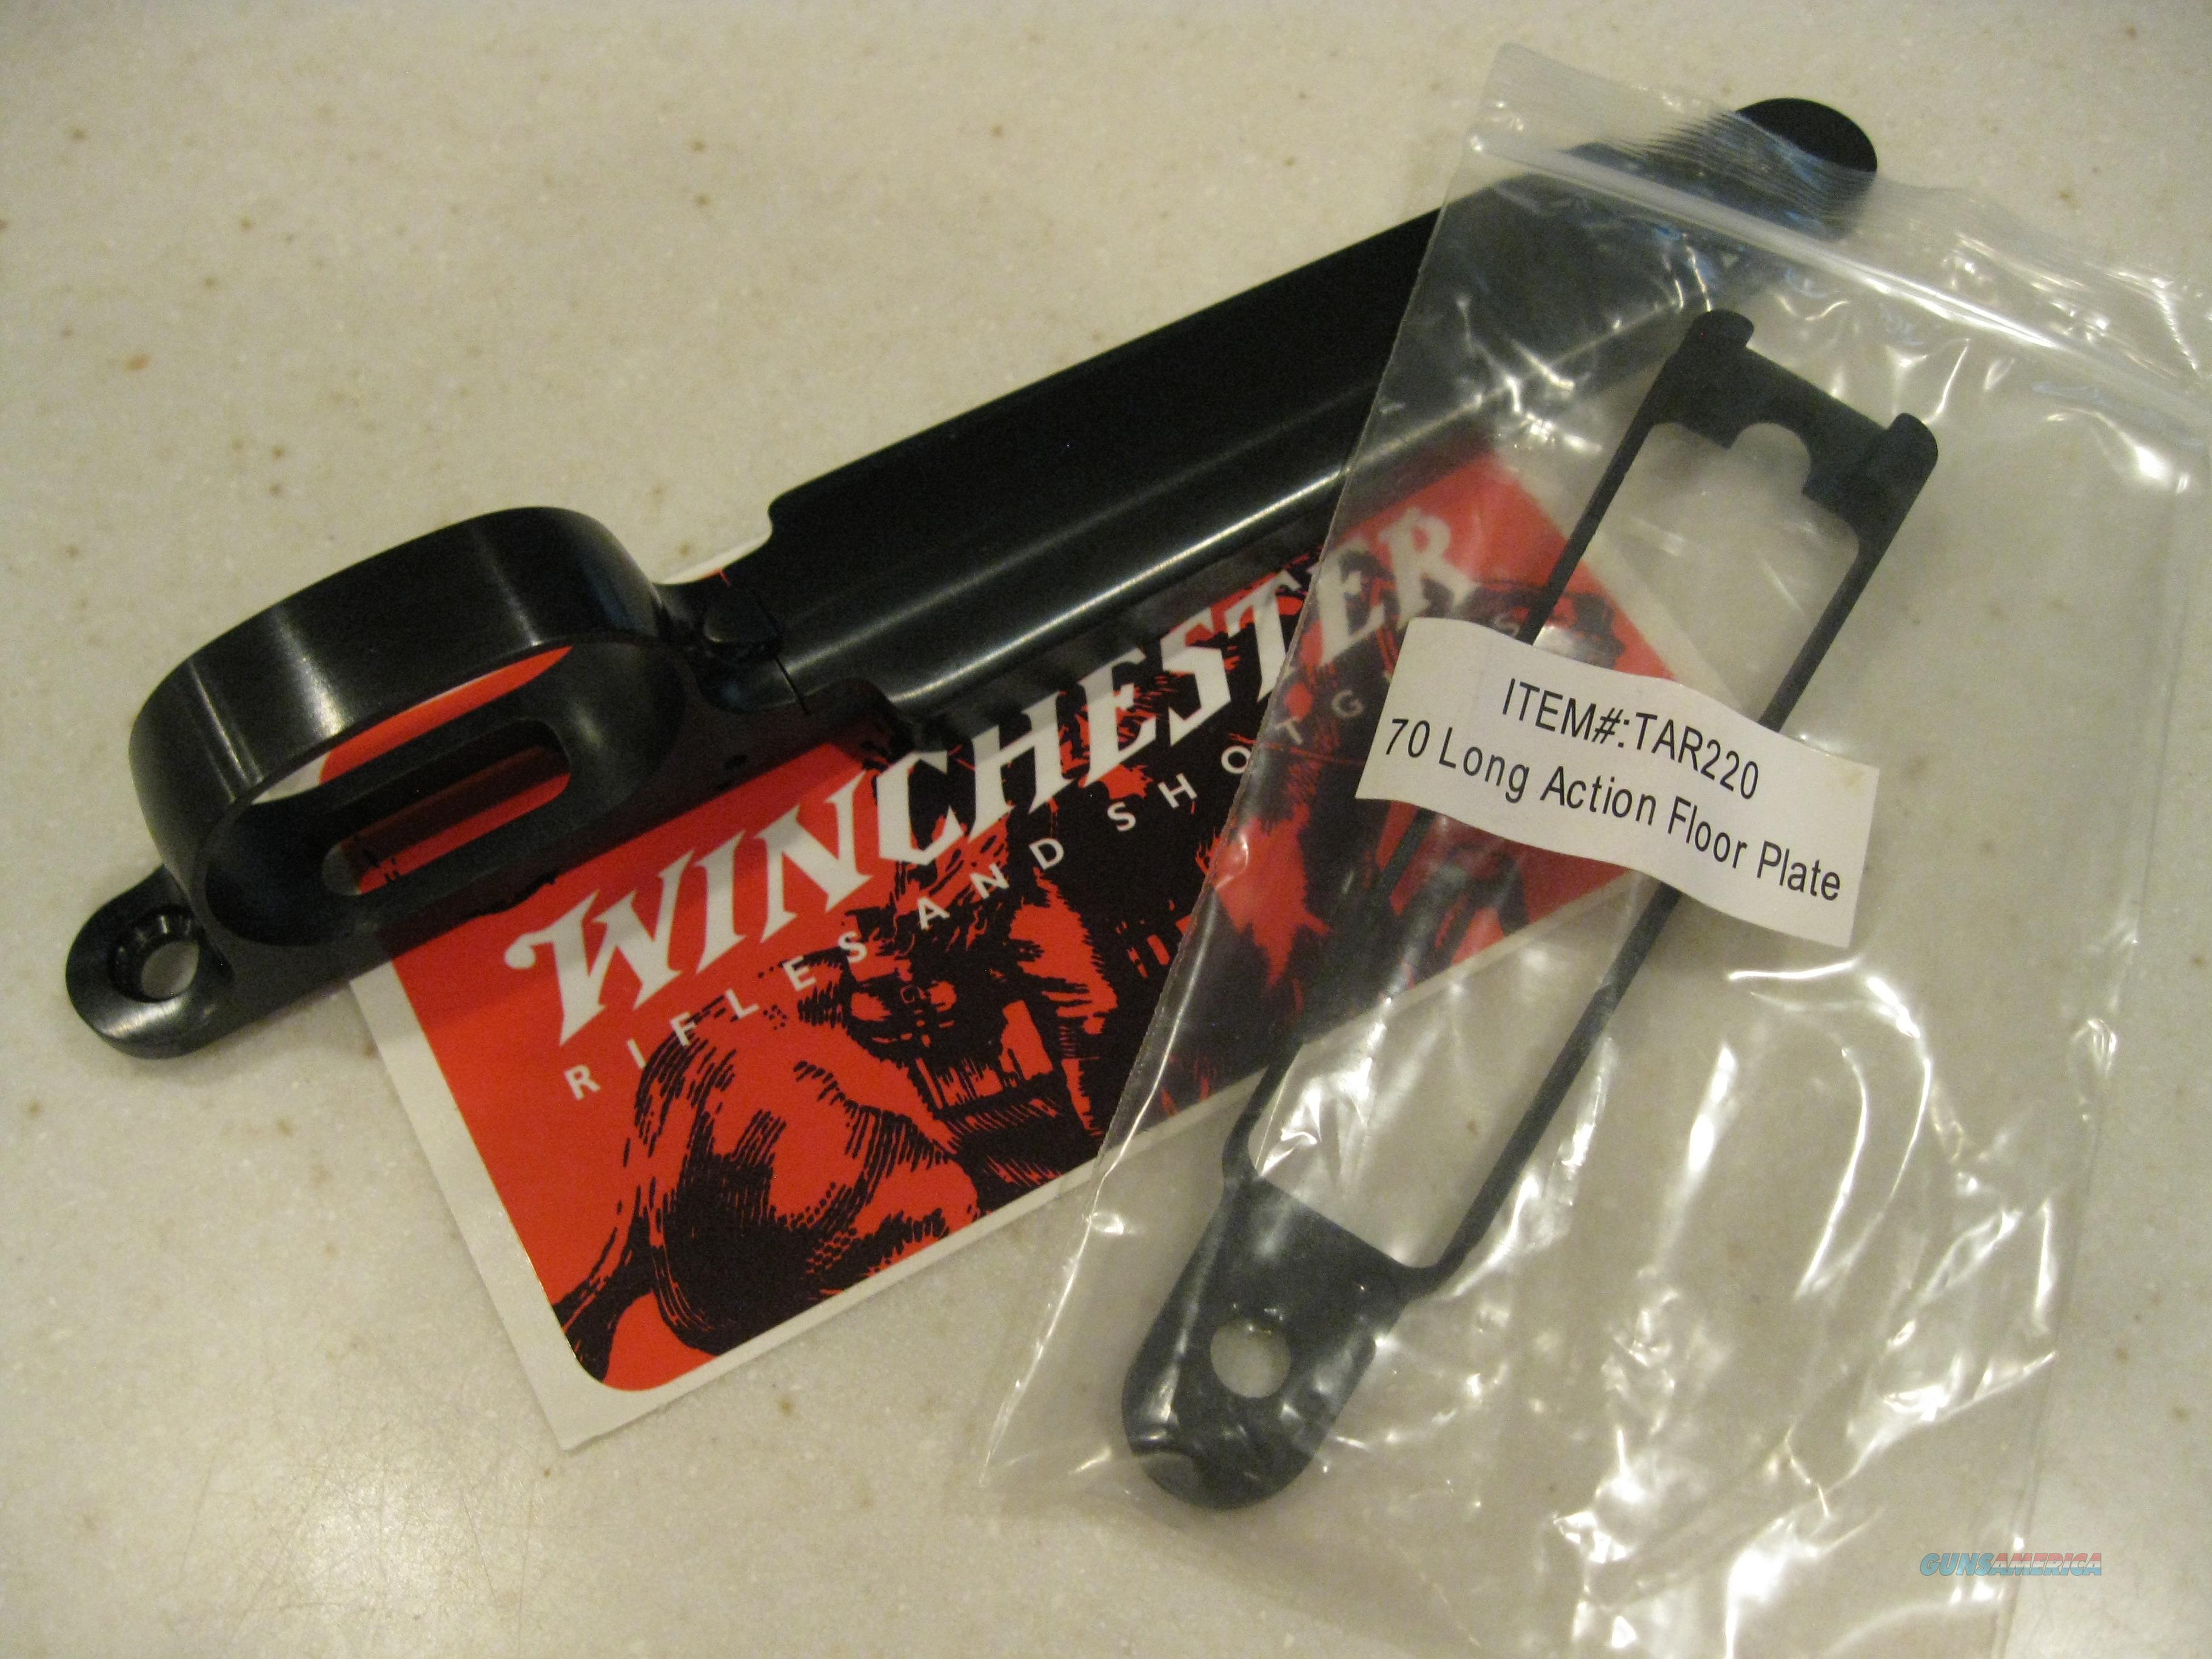 WINCHESTER
RIFLES AND SHOTGUNS
ITEM#:TAR220
70 Long Action Floor Plate
GUNSAMERICA